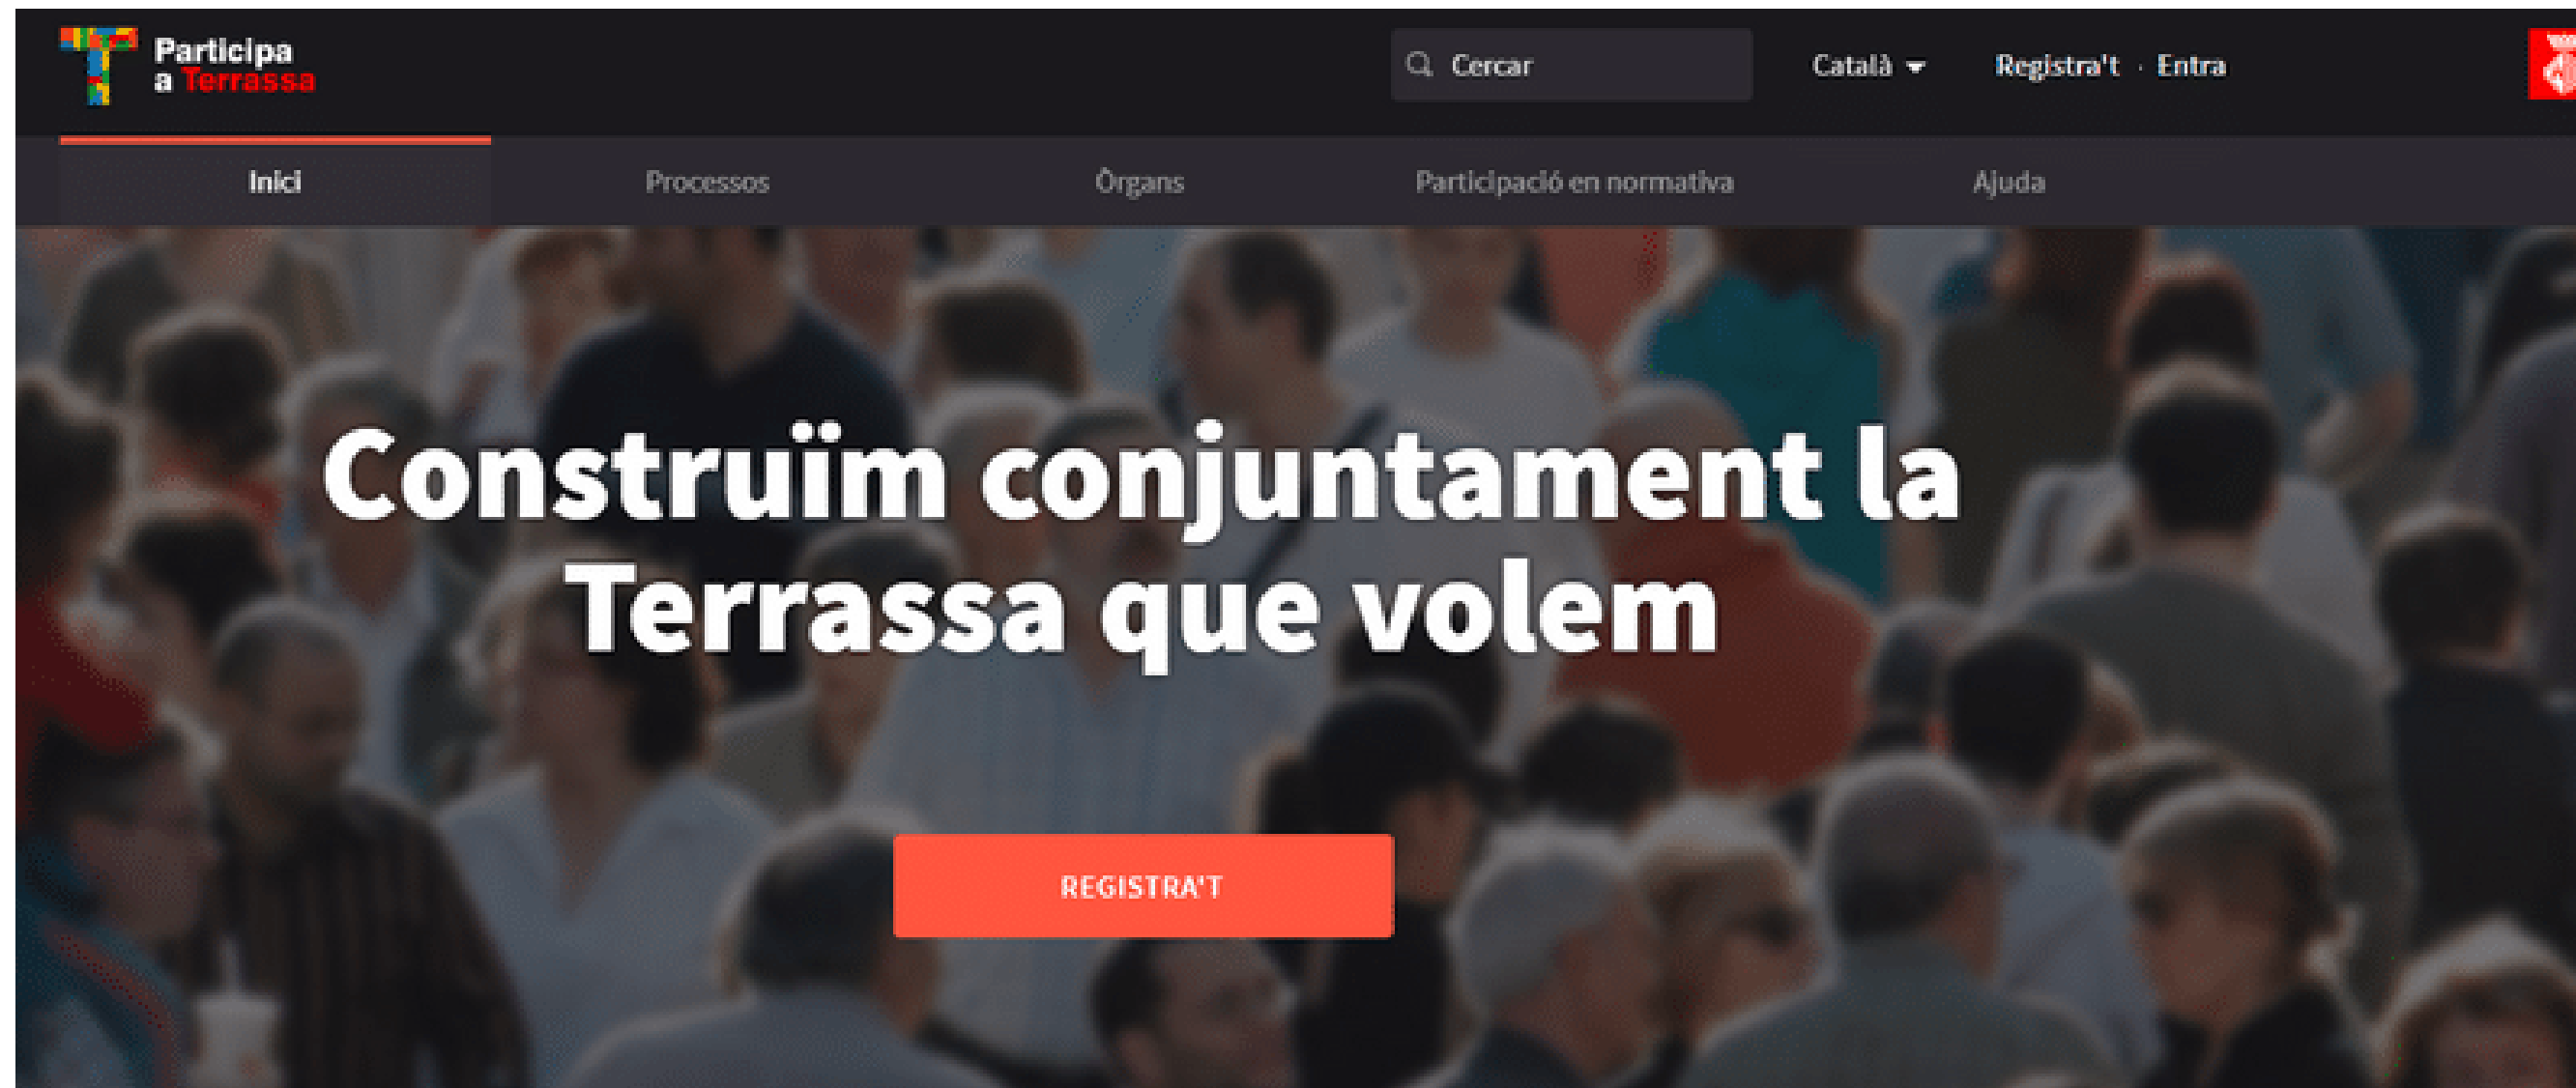 Participa
a Terrassa
Cercar
Català
Registra't · Entra
Inici
Processos
Òrgans
Participació en normativa
Ajuda
Construïm conjuntament la
Terrassa que volem
REGISTRA'T